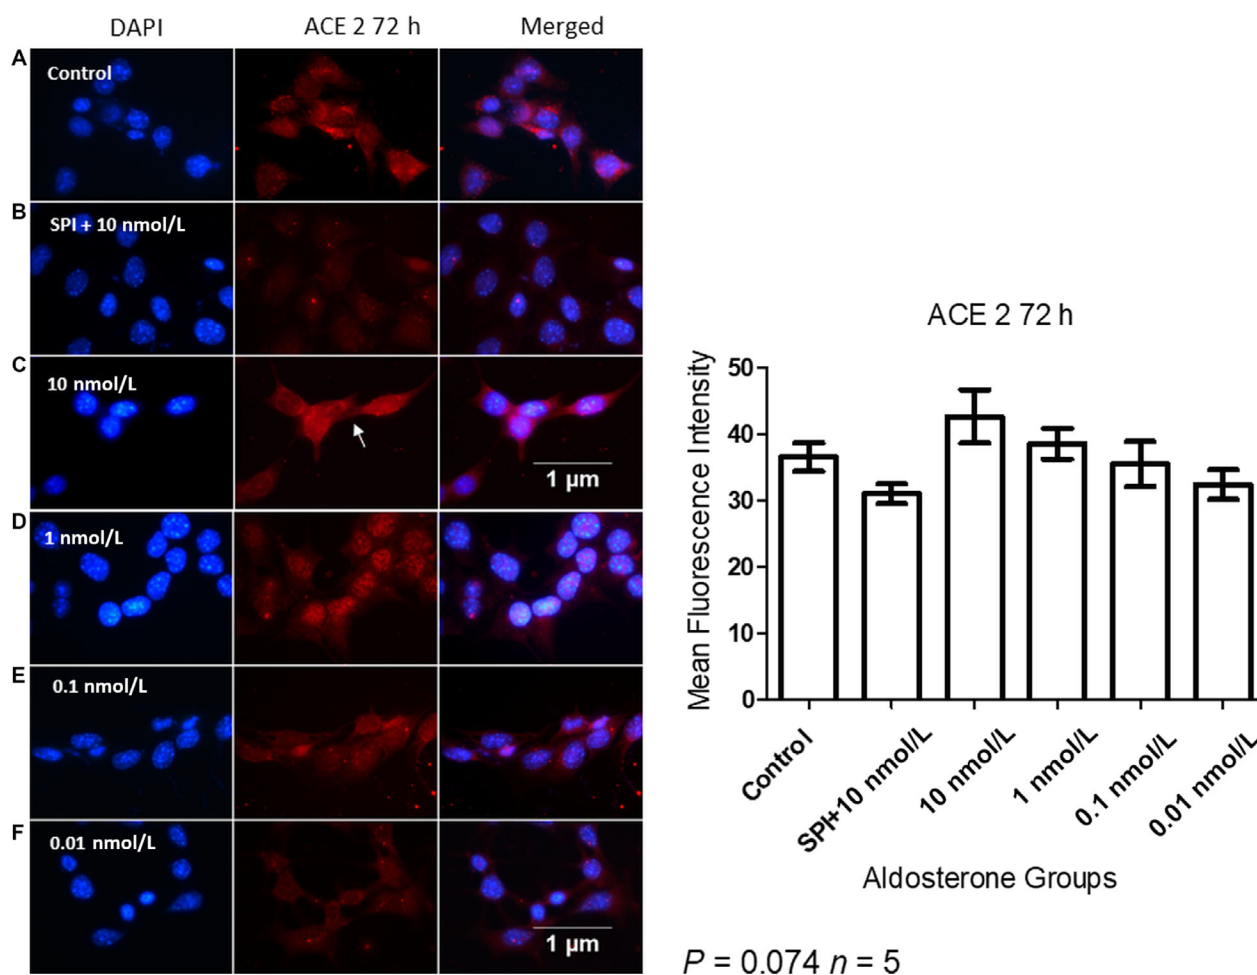 DAPI ACE 2 72 h Merged
A Control
B SPI + 10 nmol/L
C 10 nmol/L
1 µm
D 1 nmol/L
E 0.1 nmol/L
F 0.01 nmol/L
1 µm
ACE 2 72 h
Mean Fluorescence Intensity
50
40
30
20
10
0
Control SPI+10 nmol/L 10 nmol/L 1 nmol/L 0.1 nmol/L 0.01 nmol/L
Aldosterone Groups
P = 0.074 n = 5